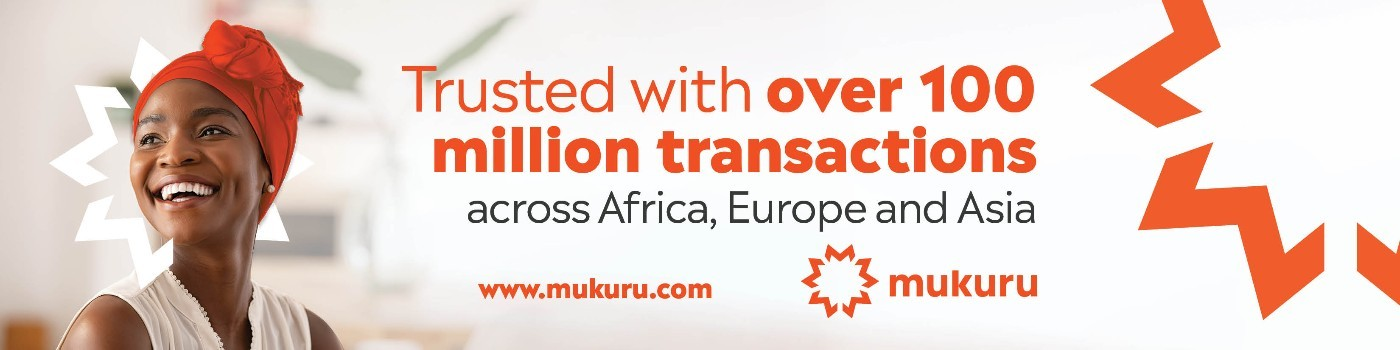 Trusted with over 100
million transactions
across Africa, Europe and Asia
www.mukuru.com
mukuru